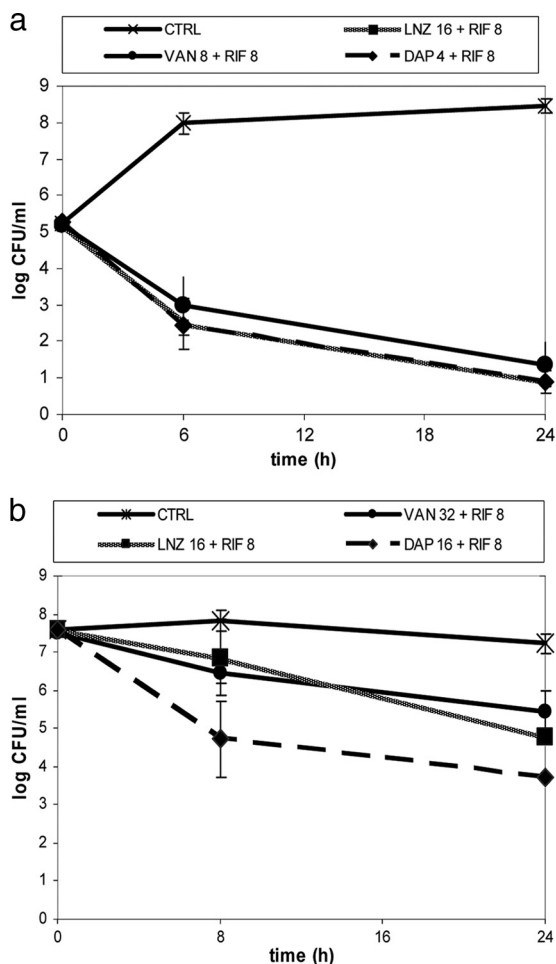 a
CTRL LNZ 16 + RIF 8
VAN 8 + RIF 8 DAP 4 + RIF 8
9
8
7
6
5
4
3
2
1
0
log CFU/ml
0 6 12 18 24
time (h)
b
CTRL VAN 32 + RIF 8
LNZ 16 + RIF 8 DAP 16 + RIF 8
9
8
7
6
5
4
3
2
1
0
log CFU/ml
0 8 16 24
time (h)